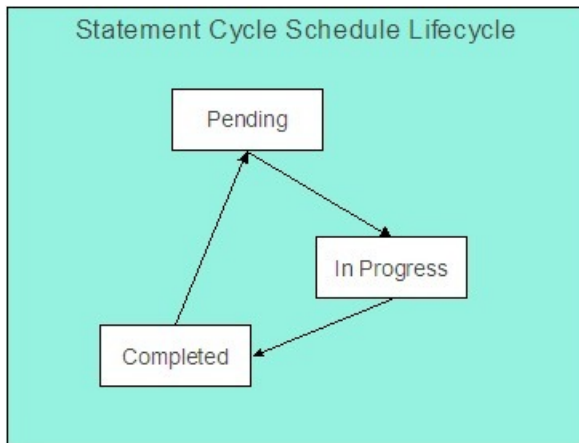 Statement Cycle Schedule Lifecycle
Pending
In Progress
Completed